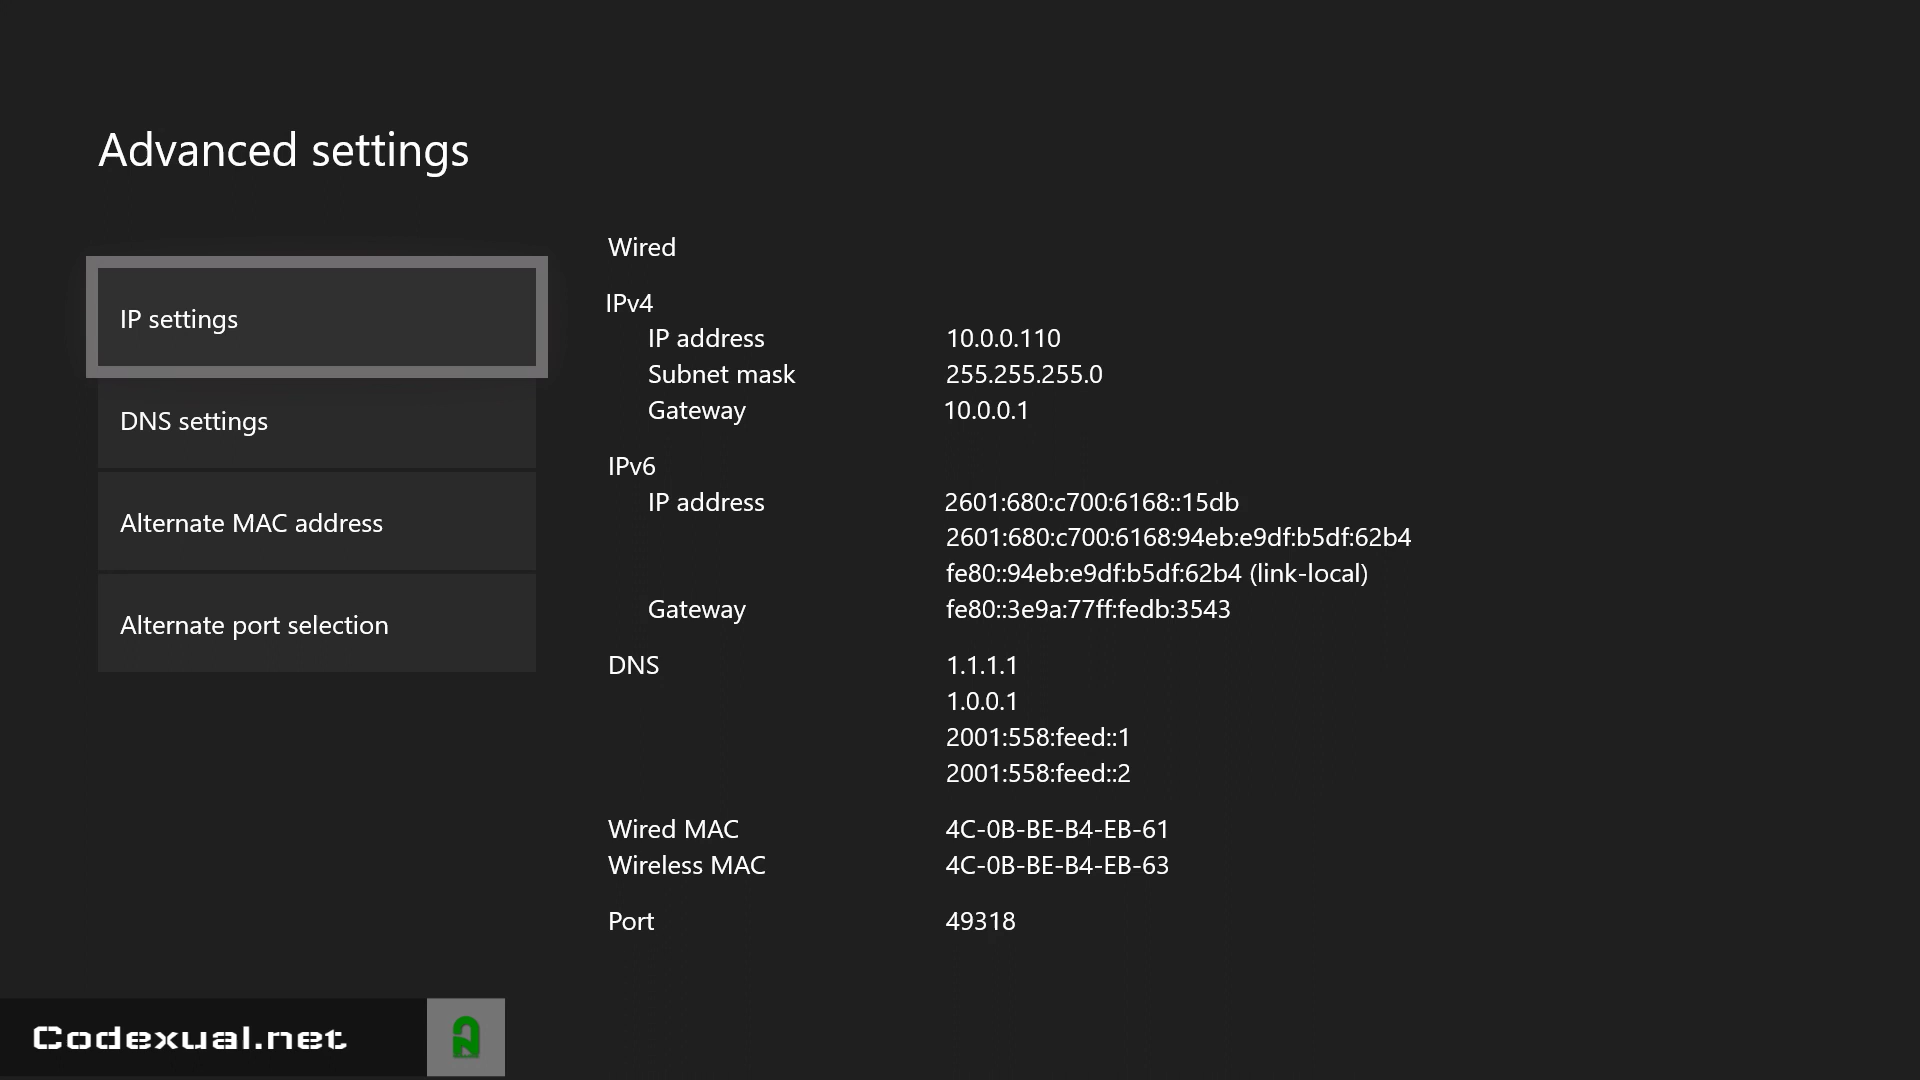 Advanced settings
IP settings
DNS settings
Alternate MAC address
Alternate port selection
Wired
IPv4
IP address 10.0.0.110
Subnet mask 255.255.255.0
Gateway 10.0.0.1
IPv6
IP address 2601:680:c700:6168::15db
2601:680:c700:6168:94eb:e9df:b5df:62b4
fe80::94eb:e9df:b5df:62b4 (link-local)
Gateway fe80::3e9a:77ff:fedb:3543
DNS 1.1.1.1
1.0.0.1
2001:558:feed::1
2001:558:feed::2
Wired MAC 4C-0B-BE-B4-EB-61
Wireless MAC 4C-0B-BE-B4-EB-63
Port 49318
Codexual.net